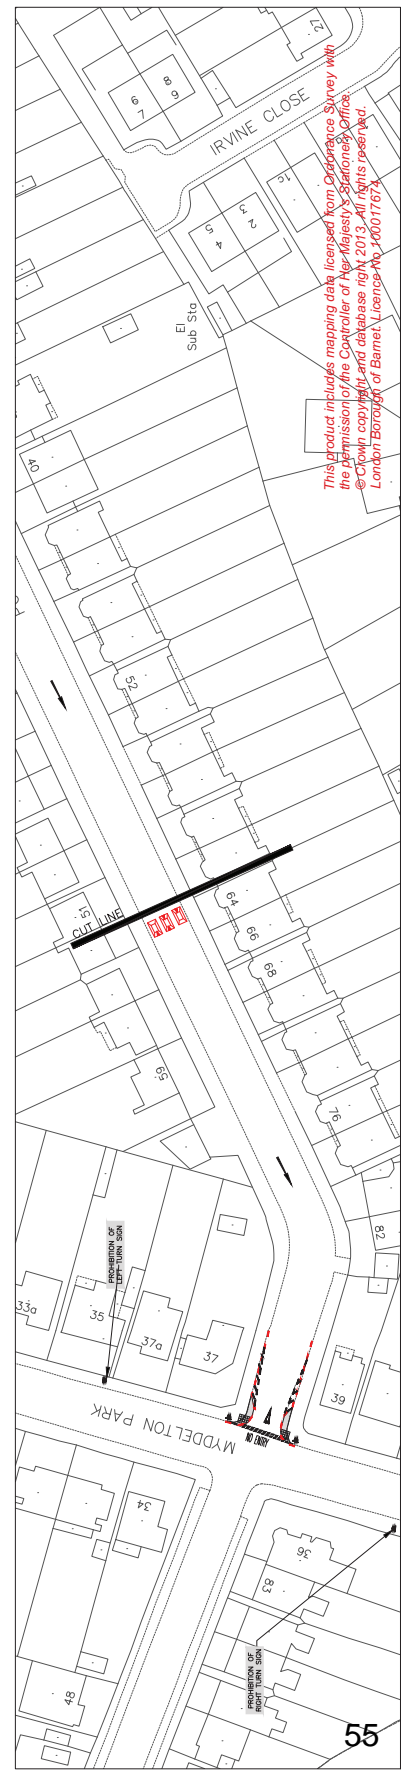 27
8
9
6
7
IRVINE CLOSE
1c
3
2
5
4
El
Sub Sta
This product includes mapping data licensed from Ordnance Survey with
the permission of the Controller of Her Majesty's Stationery Office.
© Crown copyright and database right 2013. All rights reserved.
London Borough of Barnet. Licence No 100017674.
40
52
51
CUT LINE
64
66
68
59
76
82
PROHIBITION OF
LEFT TURN SIGN
33a
35
37a
37
39
MYDDELTON PARK
NO ENTRY
34
36
83
48
PROHIBITION OF
RIGHT TURN SIGN
55